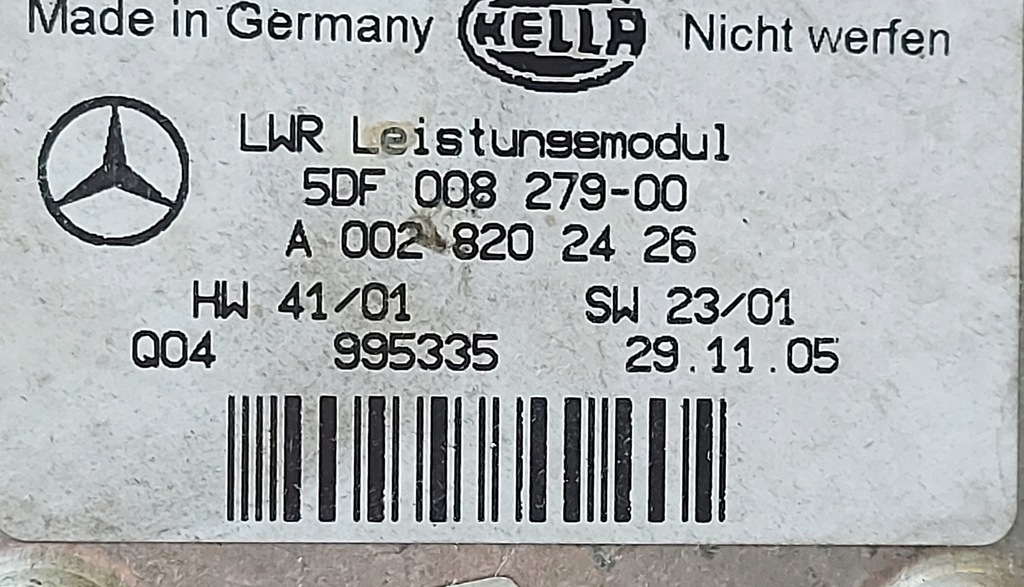 Made in Germany HELLA Nicht werfen
LWR Leistungsmodul
5DF 008 279-00
A 002 820 24 26
HW 41/01 SW 23/01
Q04 995335 29.11.05